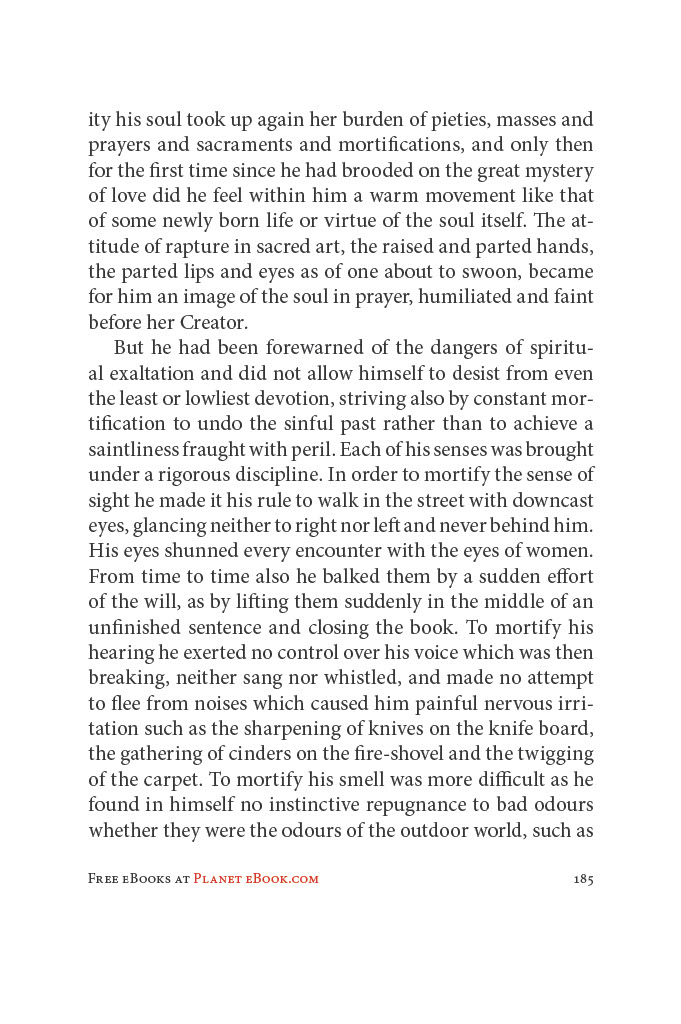 ity his soul took up again her burden of pieties, masses and
prayers and sacraments and mortifications, and only then
for the first time since he had brooded on the great mystery
of love did he feel within him a warm movement like that
of some newly born life or virtue of the soul itself. The at-
titude of rapture in sacred art, the raised and parted hands,
the parted lips and eyes as of one about to swoon, became
for him an image of the soul in prayer, humiliated and faint
before her Creator.
But he had been forewarned of the dangers of spiritu-
al exaltation and did not allow himself to desist from even
the least or lowliest devotion, striving also by constant mor-
tification to undo the sinful past rather than to achieve a
saintliness fraught with peril. Each of his senses was brought
under a rigorous discipline. In order to mortify the sense of
sight he made it his rule to walk in the street with downcast
eyes, glancing neither to right nor left and never behind him.
His eyes shunned every encounter with the eyes of women.
From time to time also he balked them by a sudden effort
of the will, as by lifting them suddenly in the middle of an
unfinished sentence and closing the book. To mortify his
hearing he exerted no control over his voice which was then
breaking, neither sang nor whistled, and made no attempt
to flee from noises which caused him painful nervous irri-
tation such as the sharpening of knives on the knife board,
the gathering of cinders on the fire-shovel and the twigging
of the carpet. To mortify his smell was more difficult as he
found in himself no instinctive repugnance to bad odours
whether they were the odours of the outdoor world, such as
Free eBooks at Planet eBook.com 185